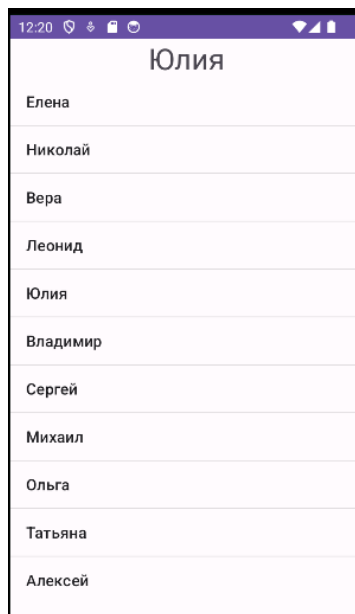 12:20
Юлия
Елена
Николай
Вера
Леонид
Юлия
Владимир
Сергей
Михаил
Ольга
Татьяна
Алексей